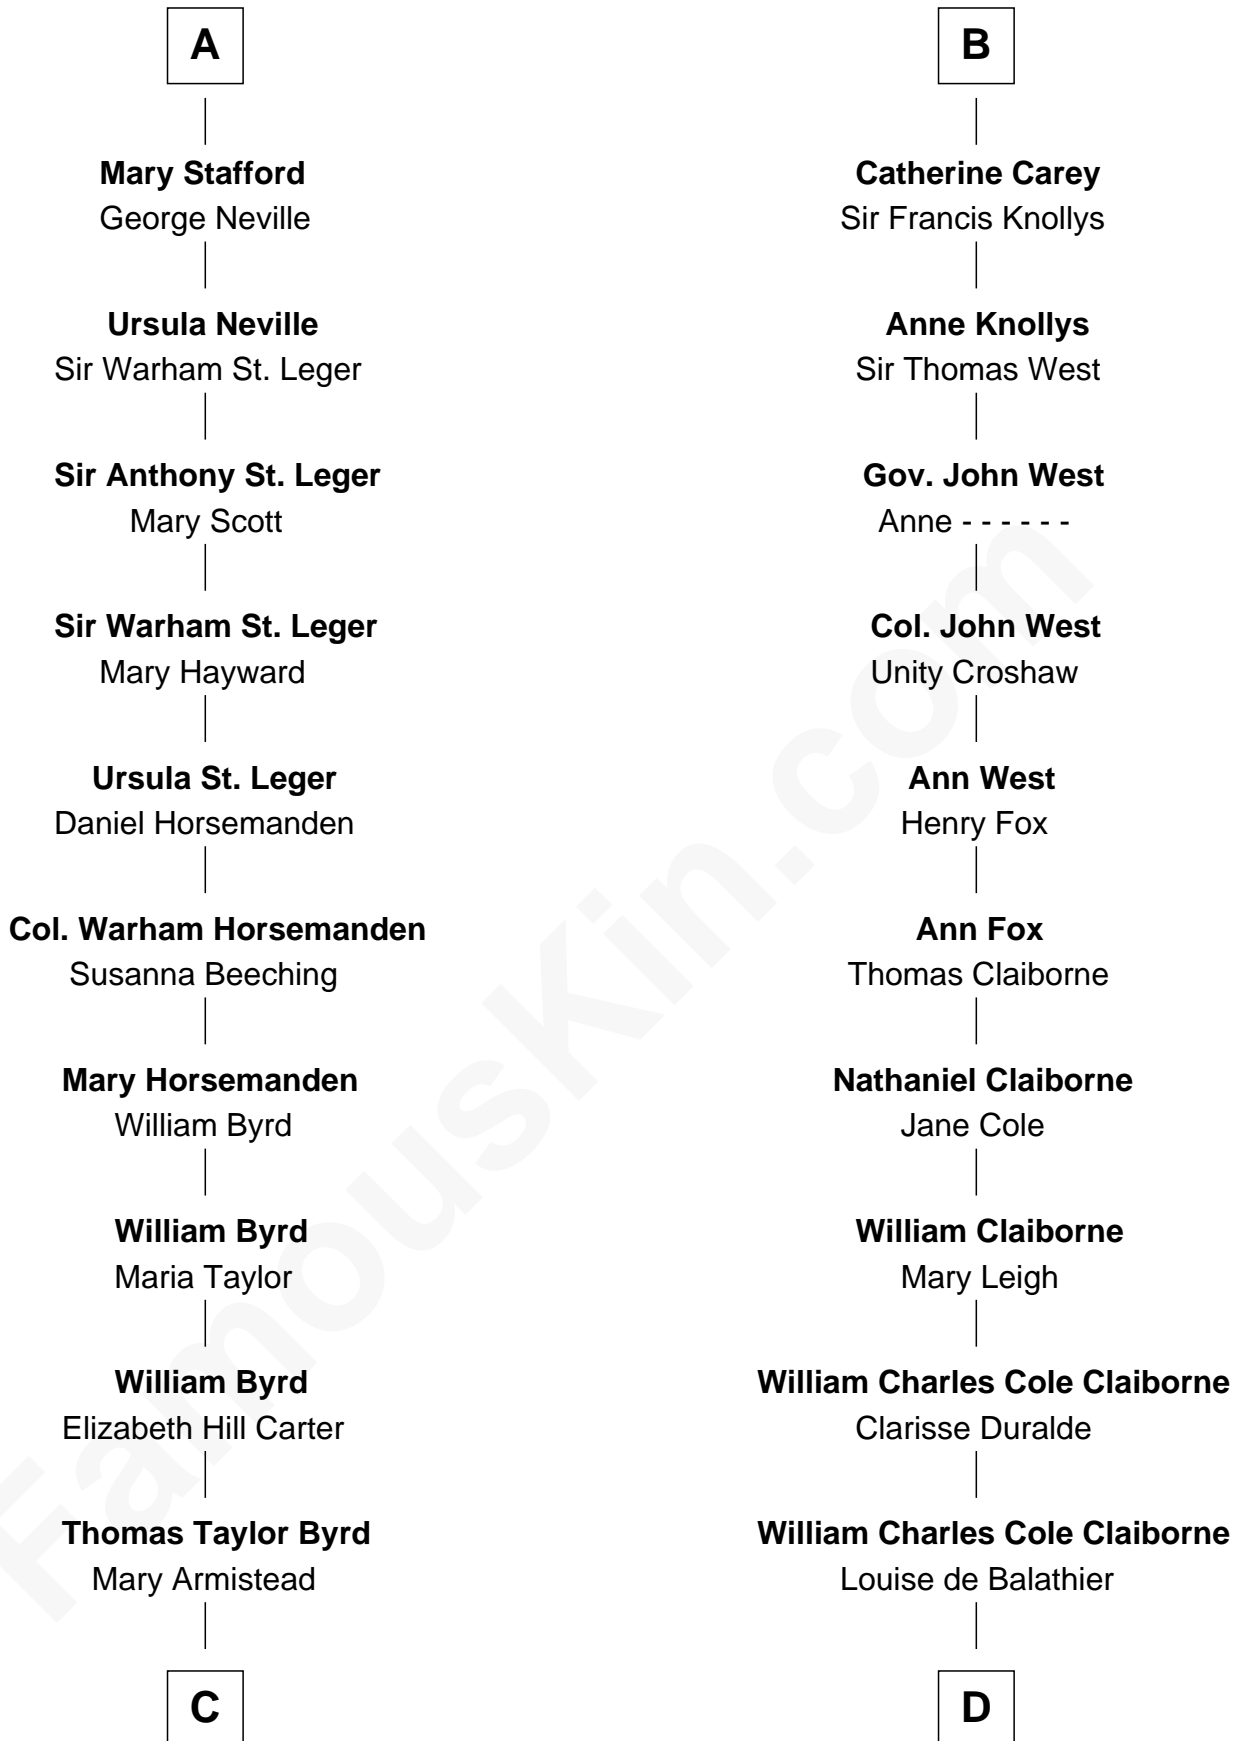 A
Mary Stafford
George Neville
Ursula Neville
Sir Warham St. Leger
Sir Anthony St. Leger
Mary Scott
Sir Warham St. Leger
Mary Hayward
Ursula St. Leger
Daniel Horsemanden
Col. Warham Horsemanden
Susanna Beeching
Mary Horsemanden
William Byrd
William Byrd
Maria Taylor
William Byrd
Elizabeth Hill Carter
Thomas Taylor Byrd
Mary Armistead
C
B
Catherine Carey
Sir Francis Knollys
Anne Knollys
Sir Thomas West
Gov. John West
Anne - - - - - -
Col. John West
Unity Croshaw
Ann West
Henry Fox
Ann Fox
Thomas Claiborne
Nathaniel Claiborne
Jane Cole
William Claiborne
Mary Leigh
William Charles Cole Claiborne
Clarisse Duralde
William Charles Cole Claiborne
Louise de Balathier
D
FamousKin.com